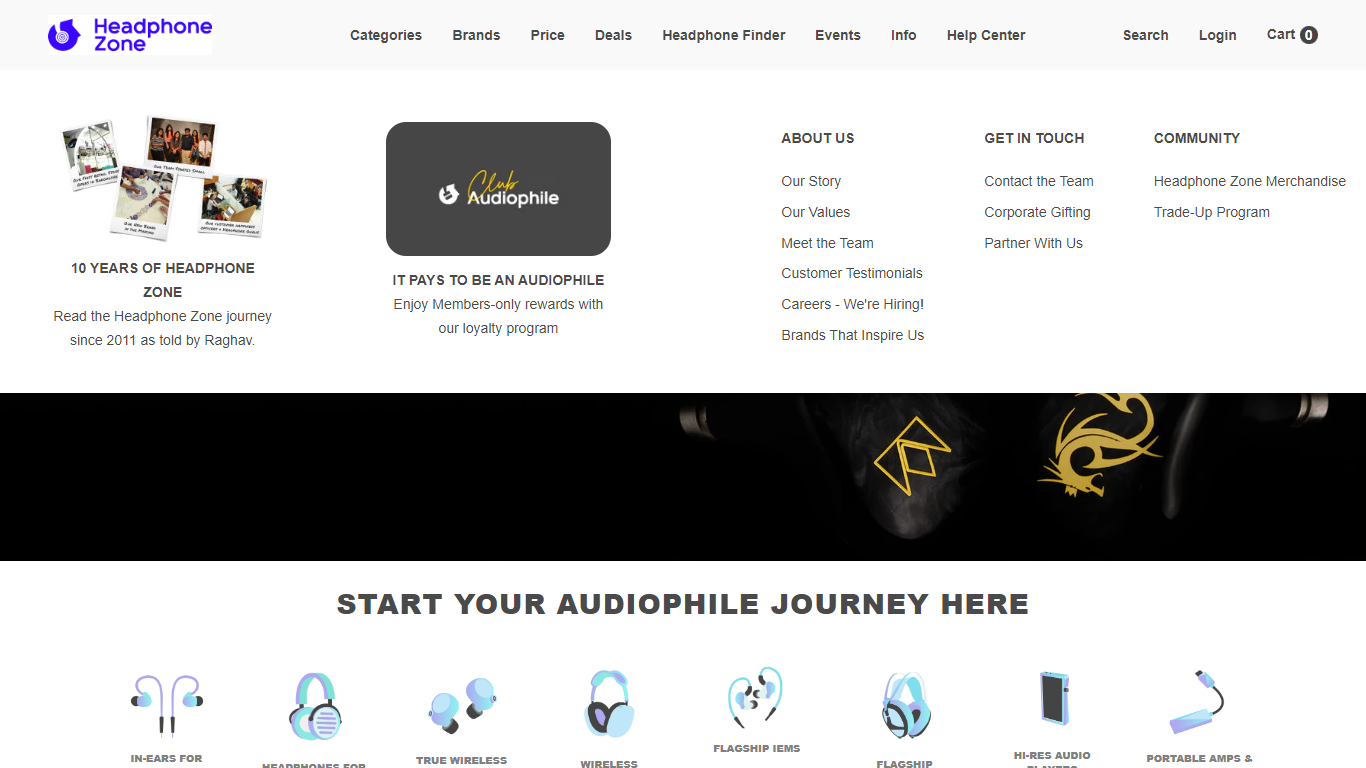 Headphone
Zone
Categories
Brands
Price
Deals
Headphone Finder
Events
Info
Help Center
Search
Login
Cart 0
Our Team Started Small
10 YEARS OF HEADPHONE
ZONE
Read the Headphone Zone journey
since 2011 as told by Raghav.
Club
Audiophile
IT PAYS TO BE AN AUDIOPHILE
Enjoy Members-only rewards with
our loyalty program
ABOUT US
Our Story
Our Values
Meet the Team
Customer Testimonials
Careers - We're Hiring!
Brands That Inspire Us
GET IN TOUCH
Contact the Team
Corporate Gifting
Partner With Us
COMMUNITY
Headphone Zone Merchandise
Trade-Up Program
START YOUR AUDIOPHILE JOURNEY HERE
IN-EARS FOR
HEADPHONES FOR
TRUE WIRELESS
WIRELESS
FLAGSHIP IEMS
FLAGSHIP
HI-RES AUDIO
PLAYERS
PORTABLE AMPS &